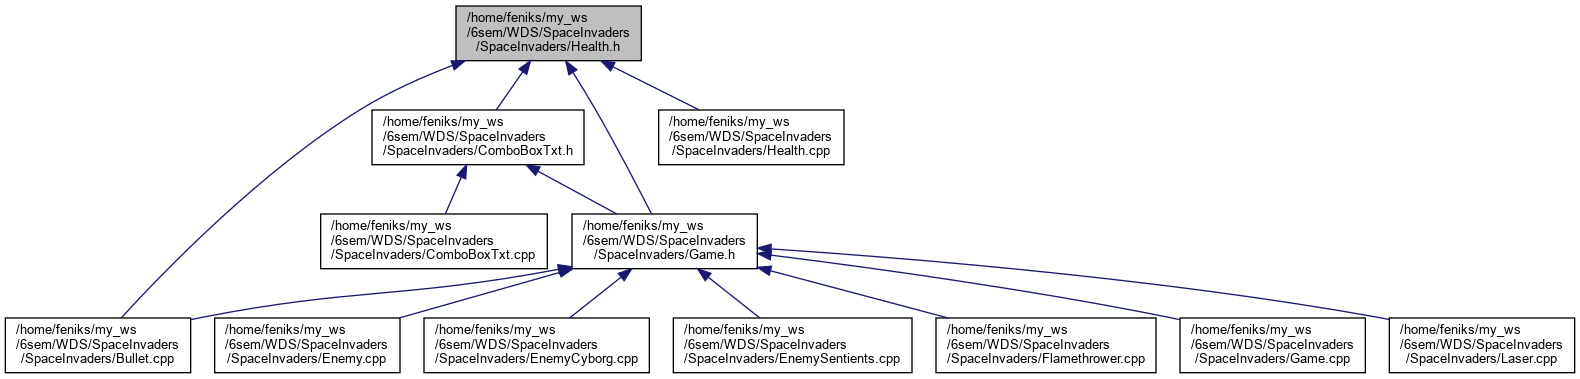 /home/feniks/my_ws
/6sem/WDS/SpaceInvaders
/SpaceInvaders/Health.h
/home/feniks/my_ws
/6sem/WDS/SpaceInvaders
/SpaceInvaders/ComboBoxTxt.h
/home/feniks/my_ws
/6sem/WDS/SpaceInvaders
/SpaceInvaders/Health.cpp
/home/feniks/my_ws
/6sem/WDS/SpaceInvaders
/SpaceInvaders/ComboBoxTxt.cpp
/home/feniks/my_ws
/6sem/WDS/SpaceInvaders
/SpaceInvaders/Game.h
/home/feniks/my_ws
/6sem/WDS/SpaceInvaders
/SpaceInvaders/Bullet.cpp
/home/feniks/my_ws
/6sem/WDS/SpaceInvaders
/SpaceInvaders/Enemy.cpp
/home/feniks/my_ws
/6sem/WDS/SpaceInvaders
/SpaceInvaders/EnemyCyborg.cpp
/home/feniks/my_ws
/6sem/WDS/SpaceInvaders
/SpaceInvaders/EnemySentients.cpp
/home/feniks/my_ws
/6sem/WDS/SpaceInvaders
/SpaceInvaders/Flamethrower.cpp
/home/feniks/my_ws
/6sem/WDS/SpaceInvaders
/SpaceInvaders/Game.cpp
/home/feniks/my_ws
/6sem/WDS/SpaceInvaders
/SpaceInvaders/Laser.cpp